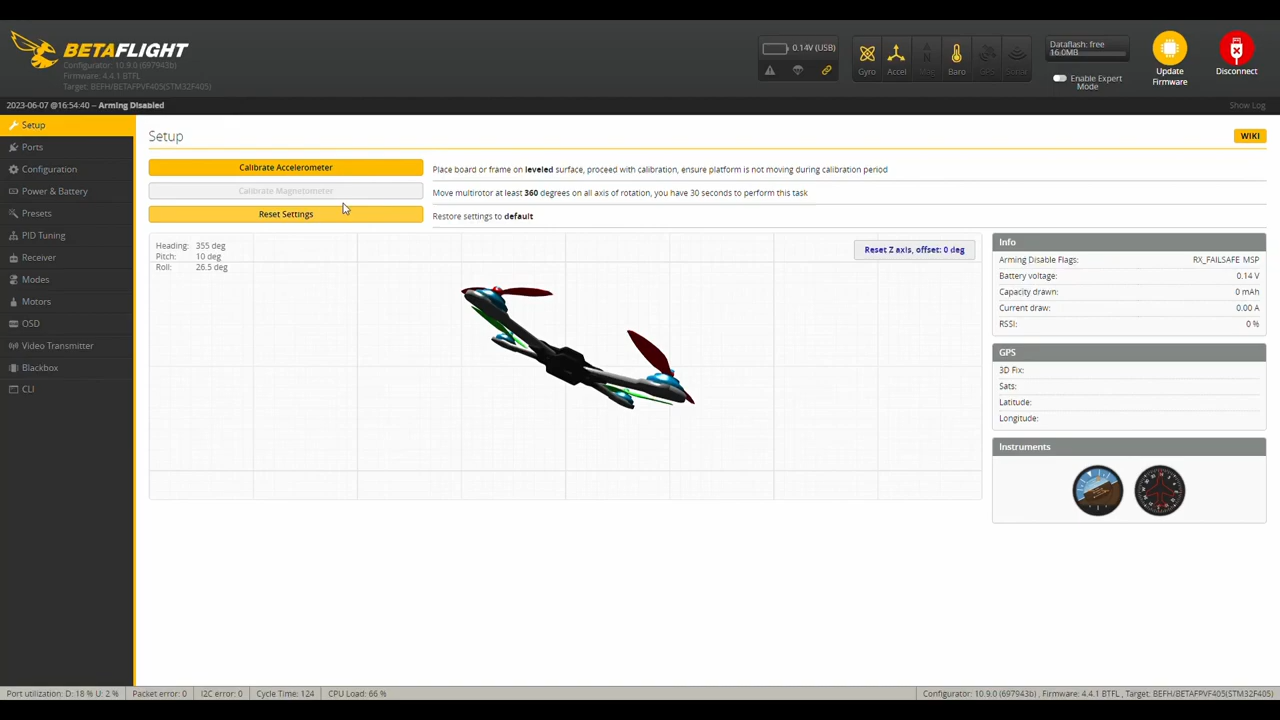 BETAFLIGHT
Configurator: 10.9.0 (697943b)
Firmware: 4.4.1 BTFL
Target: BEFH/BETAFPVF405(STM32F405)
0.14V (USB)
Gyro
Accel
Mag
Baro
GPS
Sonar
Dataflash: free
16.0MB
Enable Expert
Mode
Update
Firmware
Disconnect
2023-06-07 @16:54:40 -- Arming Disabled
Show Log
Setup
Ports
Configuration
Power & Battery
Presets
PID Tuning
Receiver
Modes
Motors
OSD
Video Transmitter
Blackbox
CLI
Setup
WIKI
Calibrate Accelerometer
Place board or frame on leveled surface, proceed with calibration, ensure platform is not moving during calibration period
Calibrate Magnetometer
Move multirotor at least 360 degrees on all axis of rotation, you have 30 seconds to perform this task
Reset Settings
Restore settings to default
Heading: 355 deg
Pitch: 10 deg
Roll: 26.5 deg
Reset Z axis, offset: 0 deg
Info
Arming Disable Flags: RX_FAILSAFE MSP
Battery voltage: 0.14 V
Capacity drawn: 0 mAh
Current draw: 0.00 A
RSSI: 0 %
GPS
3D Fix:
Sats:
Latitude:
Longitude:
Instruments
Port utilization: D: 18 % U: 2 % Packet error: 0 I2C error: 0 Cycle Time: 124 CPU Load: 66 % Configurator: 10.9.0 (697943b) , Firmware: 4.4.1 BTFL , Target: BEFH/BETAFPVF405(STM32F405)